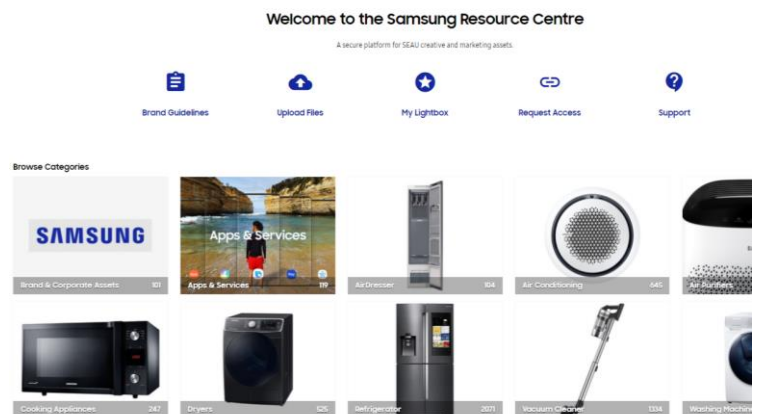 Welcome to the Samsung Resource Centre
A secure platform for SEAU creative and marketing assets.
Brand Guidelines
Upload Files
My Lightbox
Request Access
Support
Browse Categories
SAMSUNG
Apps & Services
Brand & Corporate Assets 101
Apps & Services 119
AirDresser 104
Air Conditioning 645
Air Purifiers
Cooking Appliances 247
Dryers 525
Refrigerator 2071
Vacuum Cleaner 1334
Washing Machine